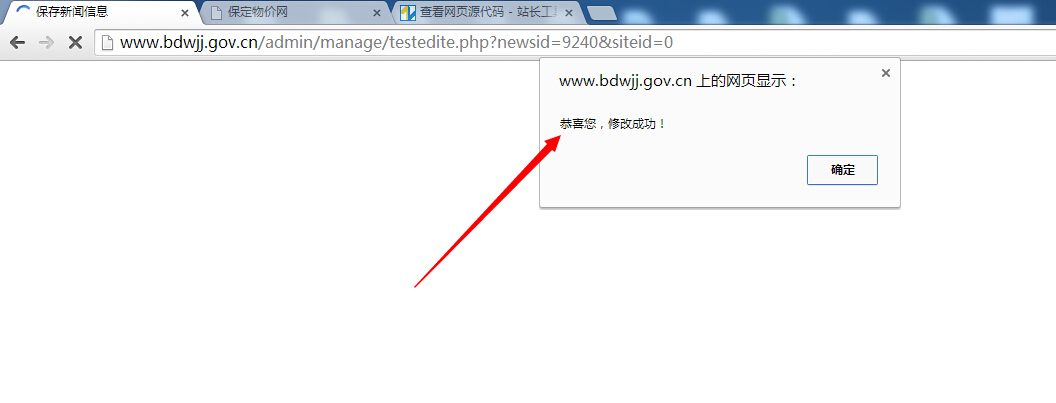 保存新闻信息
保定物价网
查看网页源代码 - 站长工
www.bdwjj.gov.cn/admin/manage/testedite.php?newsid=9240&siteid=0
www.bdwjj.gov.cn 上的网页显示：
恭喜您，修改成功！
确定